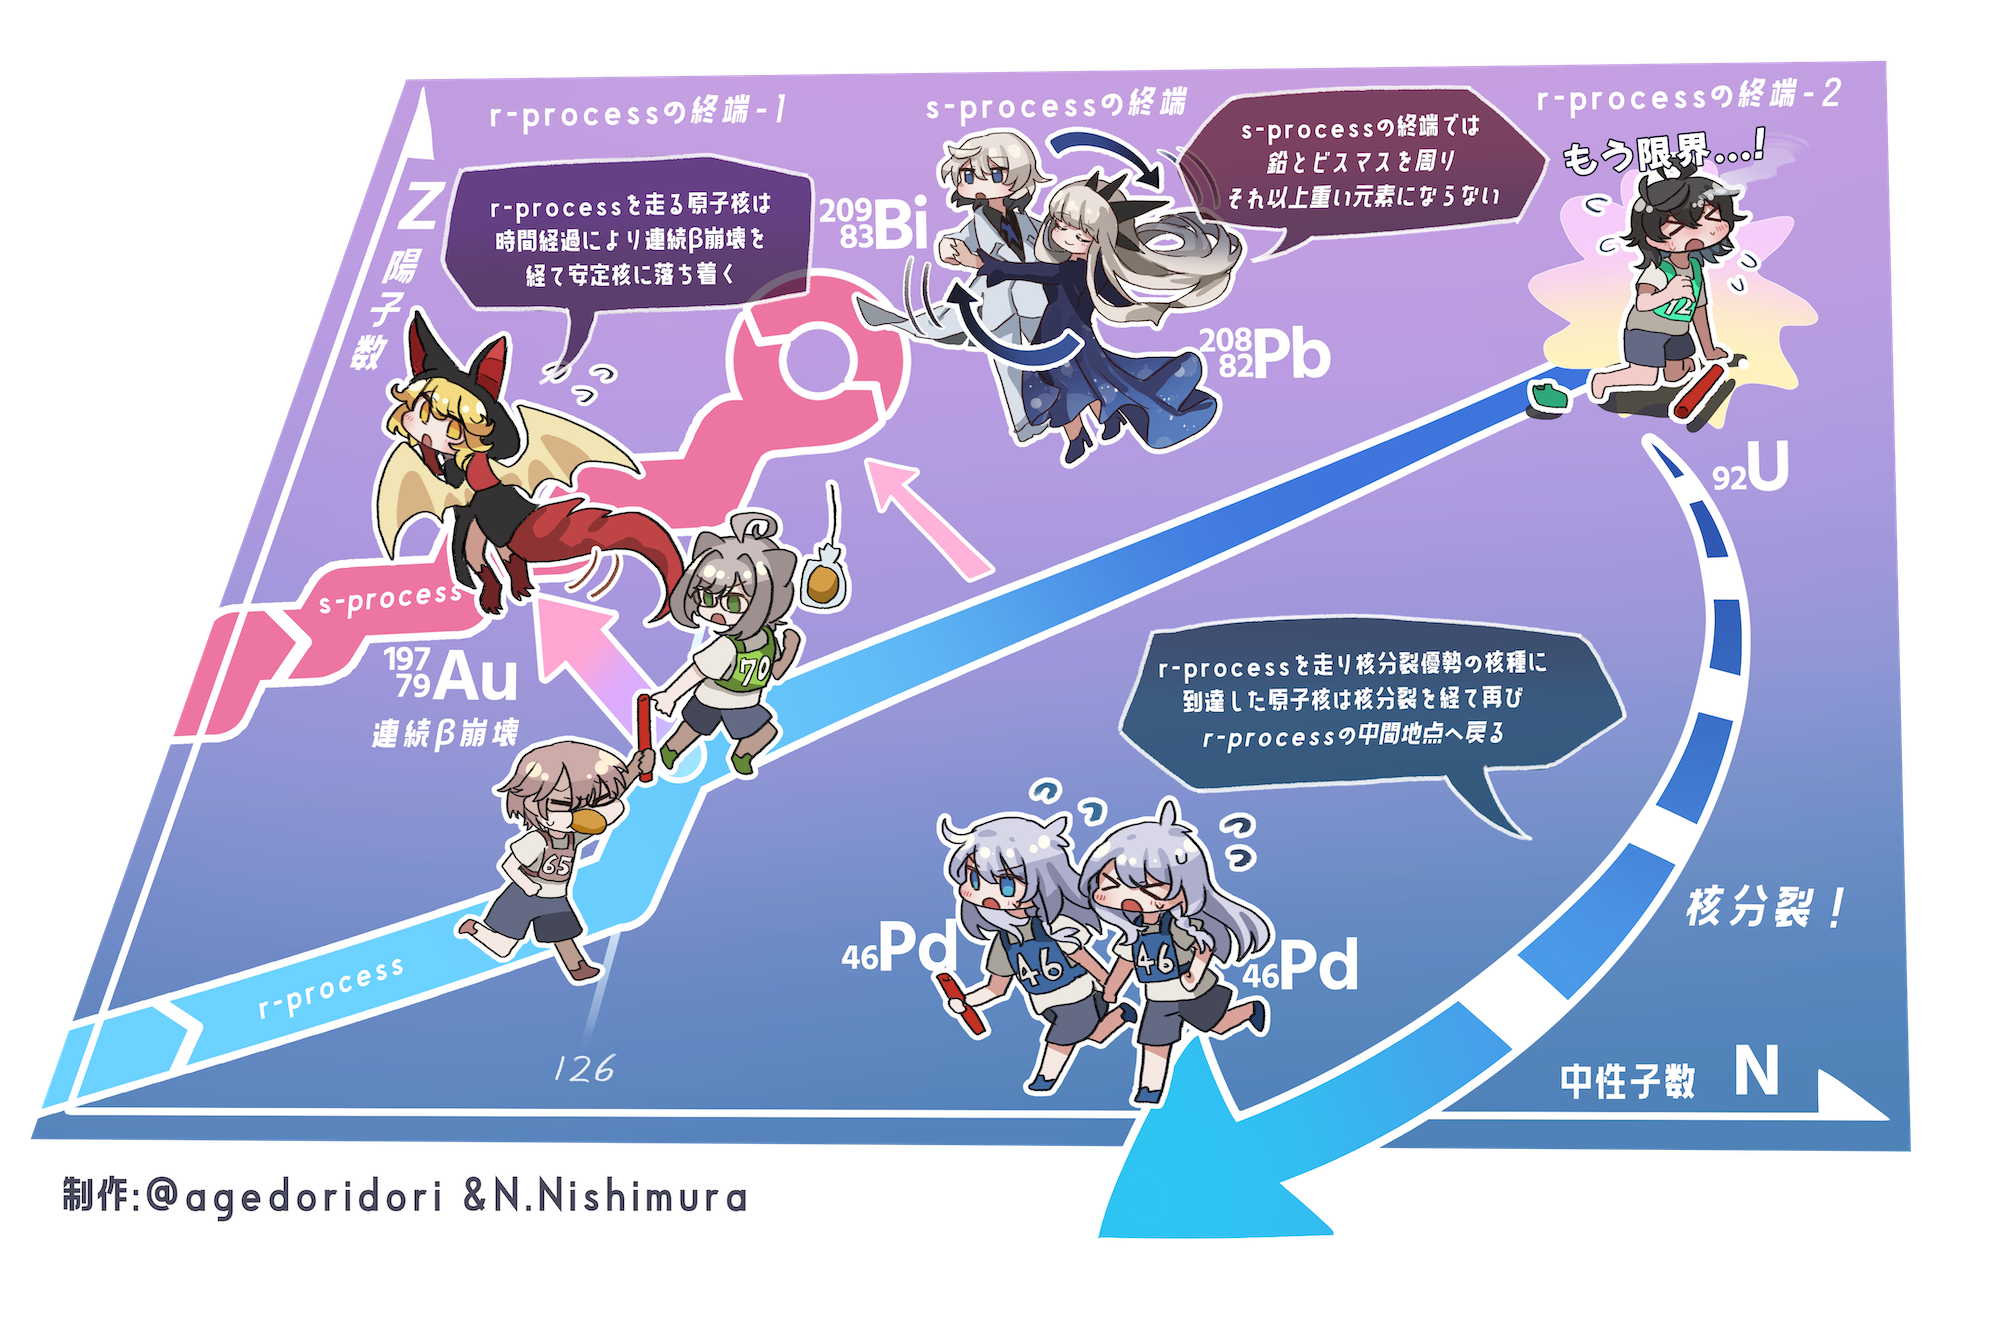 r-processの終端-1
s-processの終端
r-processの終端-2
もう限界...!
Z
陽子数
r-processを走る原子核は
時間経過により連続β崩壊を
経て安定核に落ち着く
s-processの終端では
鉛とビスマスを周り
それ以上重い元素にならない
209
83Bi
208
82Pb
12
92U
s-process
197
79Au
連続β崩壊
70
65
r-processを走り核分裂優勢の核種に
到達した原子核は核分裂を経て再び
r-processの中間地点へ戻る
核分裂！
46Pd
46
46
46Pd
r-process
126
中性子数 N
制作:@agedoridori &N.Nishimura